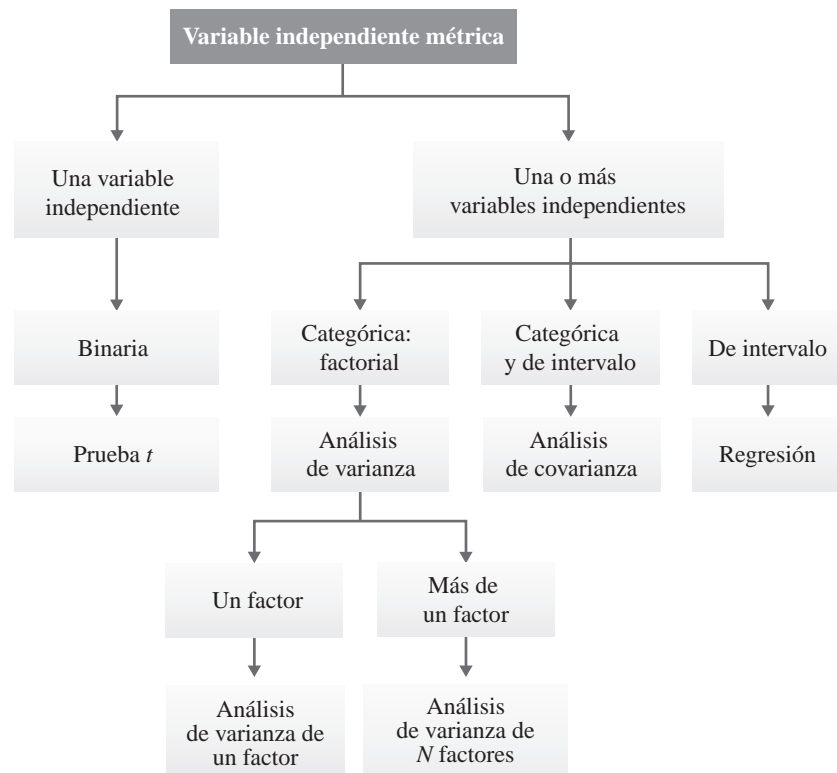 Variable independiente métrica
Una variable
independiente
Una o más
variables independientes
Binaria
Categórica:
factorial
Categórica
y de intervalo
De intervalo
Prueba t
Análisis
de varianza
Análisis
de covarianza
Regresión
Un factor
Más de
un factor
Análisis
de varianza de
un factor
Análisis
de varianza de
N factores